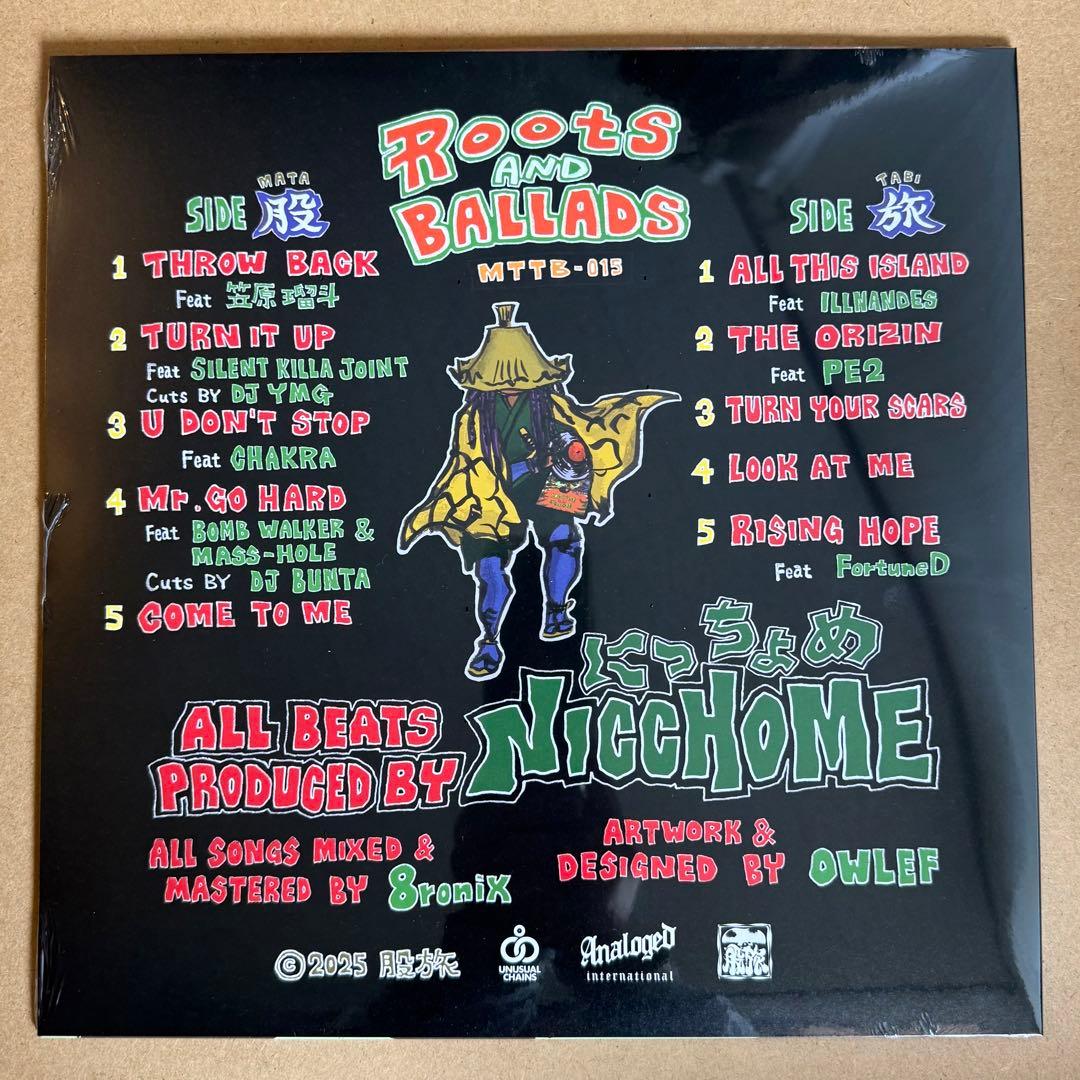 Roots
AND
BALLADS
MTTB-015
MATA
SIDE 股
1 THROW BACK
Feat 笠原瑠斗
2 TURN IT UP
Feat SILENT KILLA JOINT
Cuts BY DJ YMG
3 U DON'T STOP
Feat CHAKRA
4 Mr. GO HARD
Feat BOMB WALKER &
MASS-HOLE
Cuts BY DJ BUNTA
5 COME TO ME
TABI
SIDE 旅
1 ALL THIS ISLAND
Feat ILLNANDES
2 THE ORIZIN
Feat PE2
3 TURN YOUR SCARS
4 LOOK AT ME
5 RISING HOPE
Feat FortuneD
にっちょめ
ALL BEATS
PRODUCED BY NICCHOME
ALL SONGS MIXED &
MASTERED BY 8ronix
ARTWORK &
DESIGNED BY OWLEF
©2025 股旅
UNUSUAL
CHAINS
Analoged
international